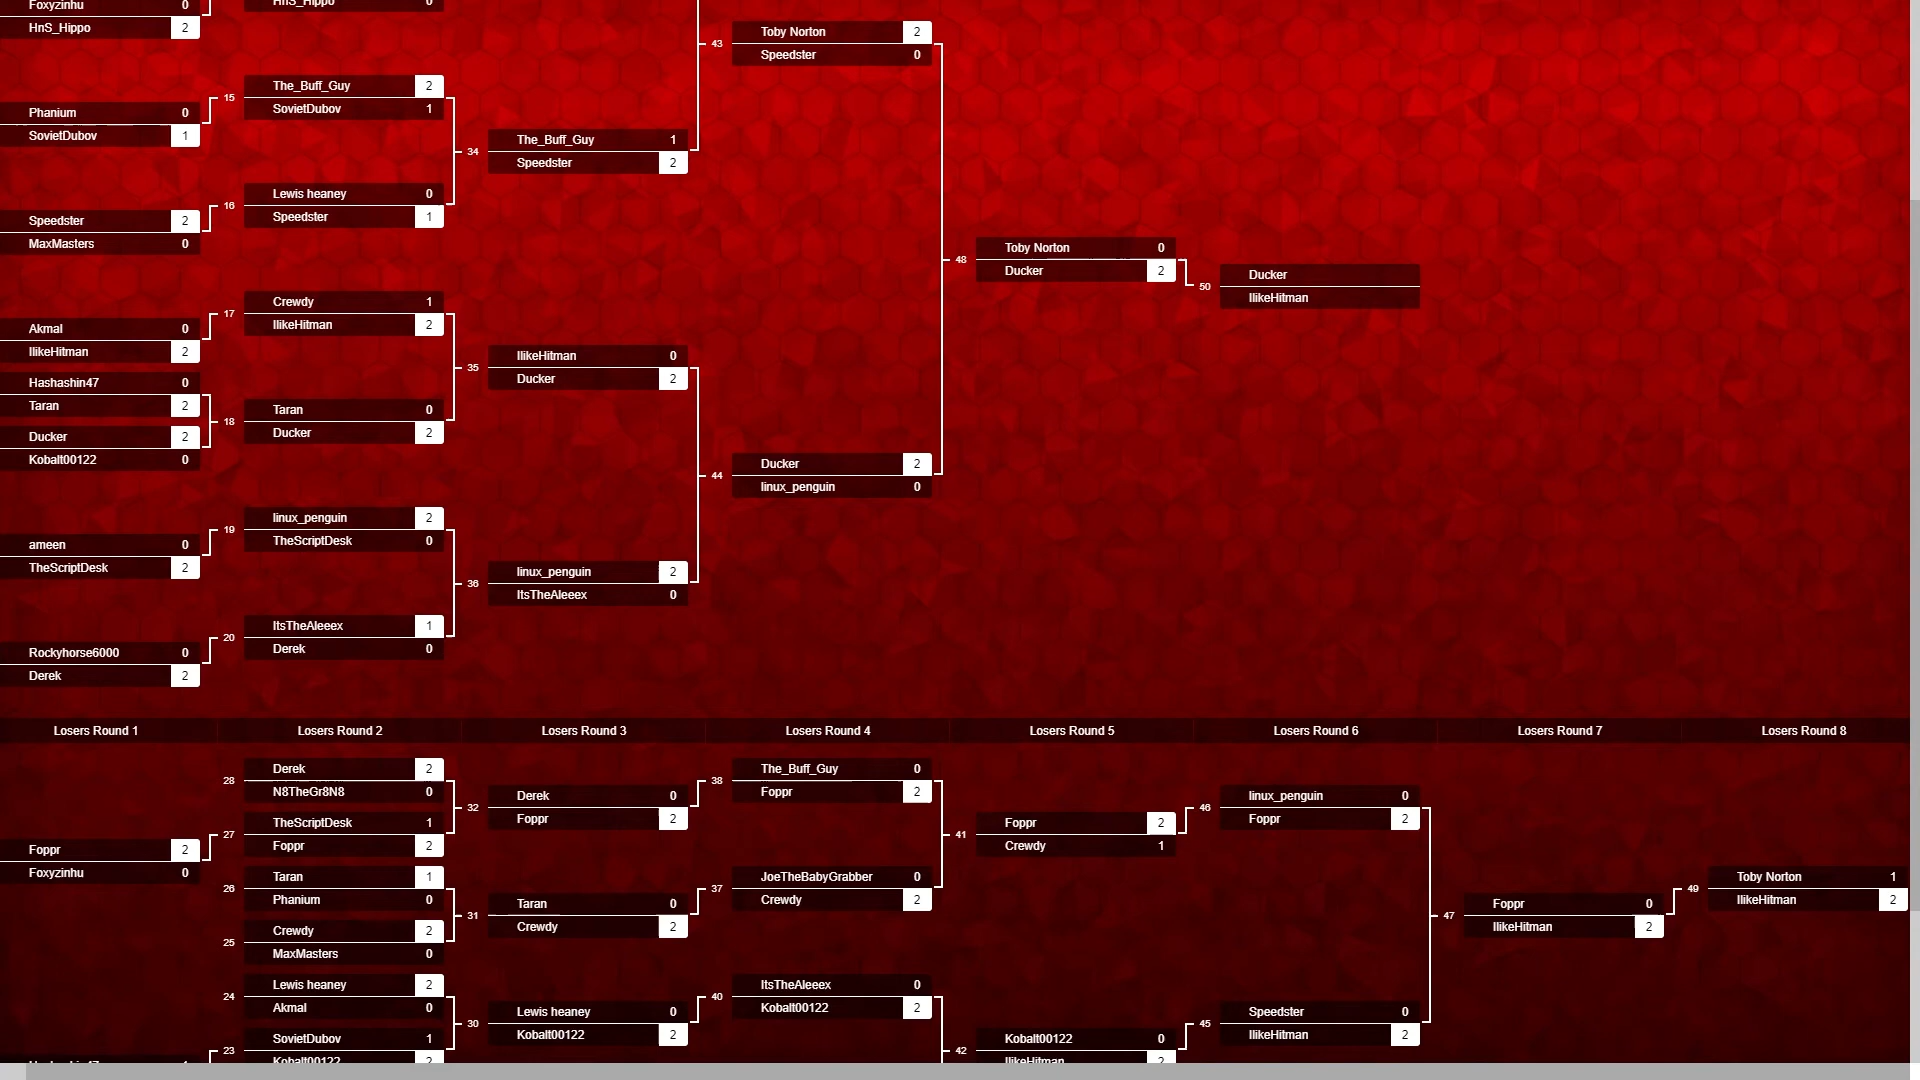 Foxyzinhu 0
HnS_Hippo 2
HnS_Hippo 0
43
Toby Norton 2
Speedster 0
Phanium 0
SovietDubov 1
15
The_Buff_Guy 2
SovietDubov 1
Speedster 2
MaxMasters 0
16
Lewis heaney 0
Speedster 1
34
The_Buff_Guy 1
Speedster 2
48
Toby Norton 0
Ducker 2
50
Ducker
IlikeHitman
Akmal 0
IlikeHitman 2
17
Crewdy 1
IlikeHitman 2
Hashashin47 0
Taran 2
Ducker 2
Kobalt00122 0
18
Taran 0
Ducker 2
35
IlikeHitman 0
Ducker 2
44
Ducker 2
linux_penguin 0
ameen 0
TheScriptDesk 2
19
linux_penguin 2
TheScriptDesk 0
Rockyhorse6000 0
Derek 2
20
ItsTheAleeex 1
Derek 0
36
linux_penguin 2
ItsTheAleeex 0
Losers Round 1 Losers Round 2 Losers Round 3 Losers Round 4 Losers Round 5 Losers Round 6 Losers Round 7 Losers Round 8
Foppr 2
Foxyzinhu 0
28
Derek 2
N8TheGr8N8 0
27
TheScriptDesk 1
Foppr 2
26
Taran 1
Phanium 0
25
Crewdy 2
MaxMasters 0
24
Lewis heaney 2
Akmal 0
23
SovietDubov 1
Kobalt00122 2
32
Derek 0
Foppr 2
31
Taran 0
Crewdy 2
30
Lewis heaney 0
Kobalt00122 2
38
The_Buff_Guy 0
Foppr 2
37
JoeTheBabyGrabber 0
Crewdy 2
40
ItsTheAleeex 0
Kobalt00122 2
41
Foppr 2
Crewdy 1
42
Kobalt00122 0
IlikeHitman 2
46
linux_penguin 0
Foppr 2
45
Speedster 0
IlikeHitman 2
47
Foppr 0
IlikeHitman 2
49
Toby Norton 1
IlikeHitman 2